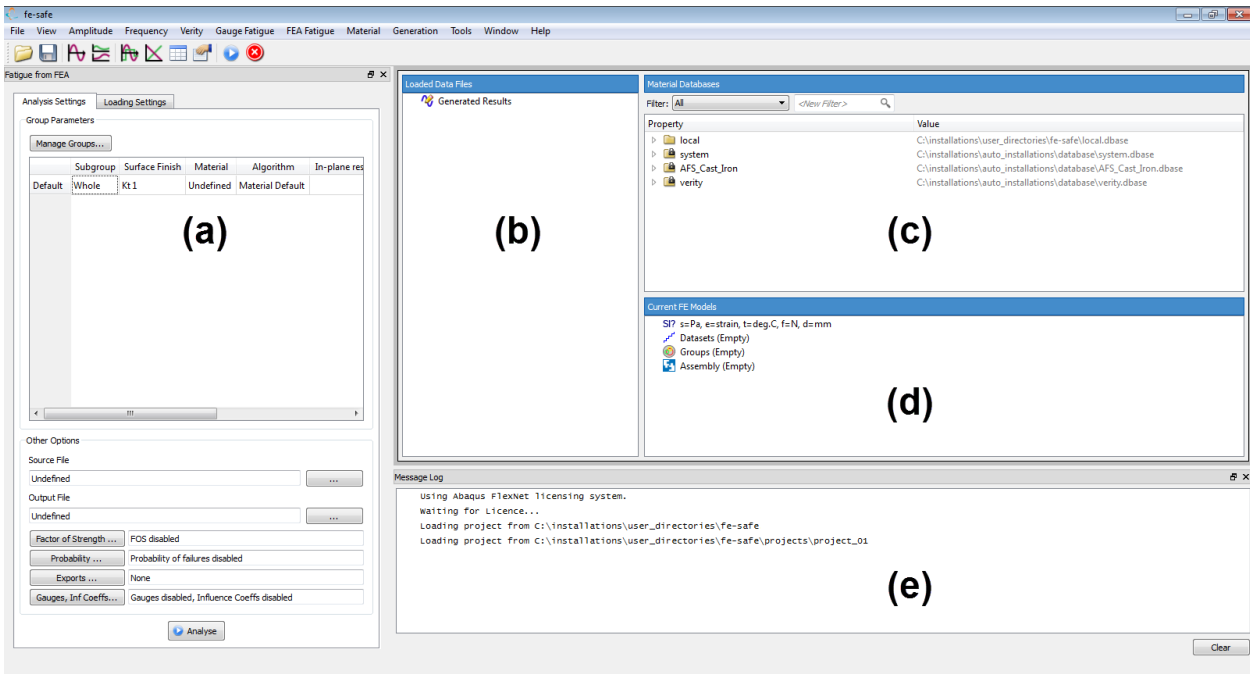 fe-safe
File View Amplitude Frequency Verity Gauge Fatigue FEA Fatigue Material Generation Tools Window Help
Fatigue from FEA
Analysis Settings Loading Settings
Group Parameters
Manage Groups...
Subgroup Surface Finish Material Algorithm In-plane res
Default Whole Kt 1 Undefined Material Default
(a)
Other Options
Source File
Undefined ...
Output File
Undefined ...
Factor of Strength ... FOS disabled
Probability ... Probability of failures disabled
Exports ... None
Gauges, Inf Coeffs... Gauges disabled, Influence Coeffs disabled
Analyse
Loaded Data Files
Generated Results
(b)
Material Databases
Filter: All <New Filter>
Property Value
local C:\installations\user_directories\fe-safe\local.dbase
system C:\installations\auto_installations\database\system.dbase
AFS_Cast_Iron C:\installations\auto_installations\database\AFS_Cast_Iron.dbase
verity C:\installations\auto_installations\database\verity.dbase
(c)
Current FE Models
SI? s=Pa, e=strain, t=deg.C, f=N, d=mm
Datasets (Empty)
Groups (Empty)
Assembly (Empty)
(d)
Message Log
Using Abaqus FlexNet licensing system.
Waiting for Licence...
Loading project from C:\installations\user_directories\fe-safe
Loading project from C:\installations\user_directories\fe-safe\projects\project_01
(e)
Clear